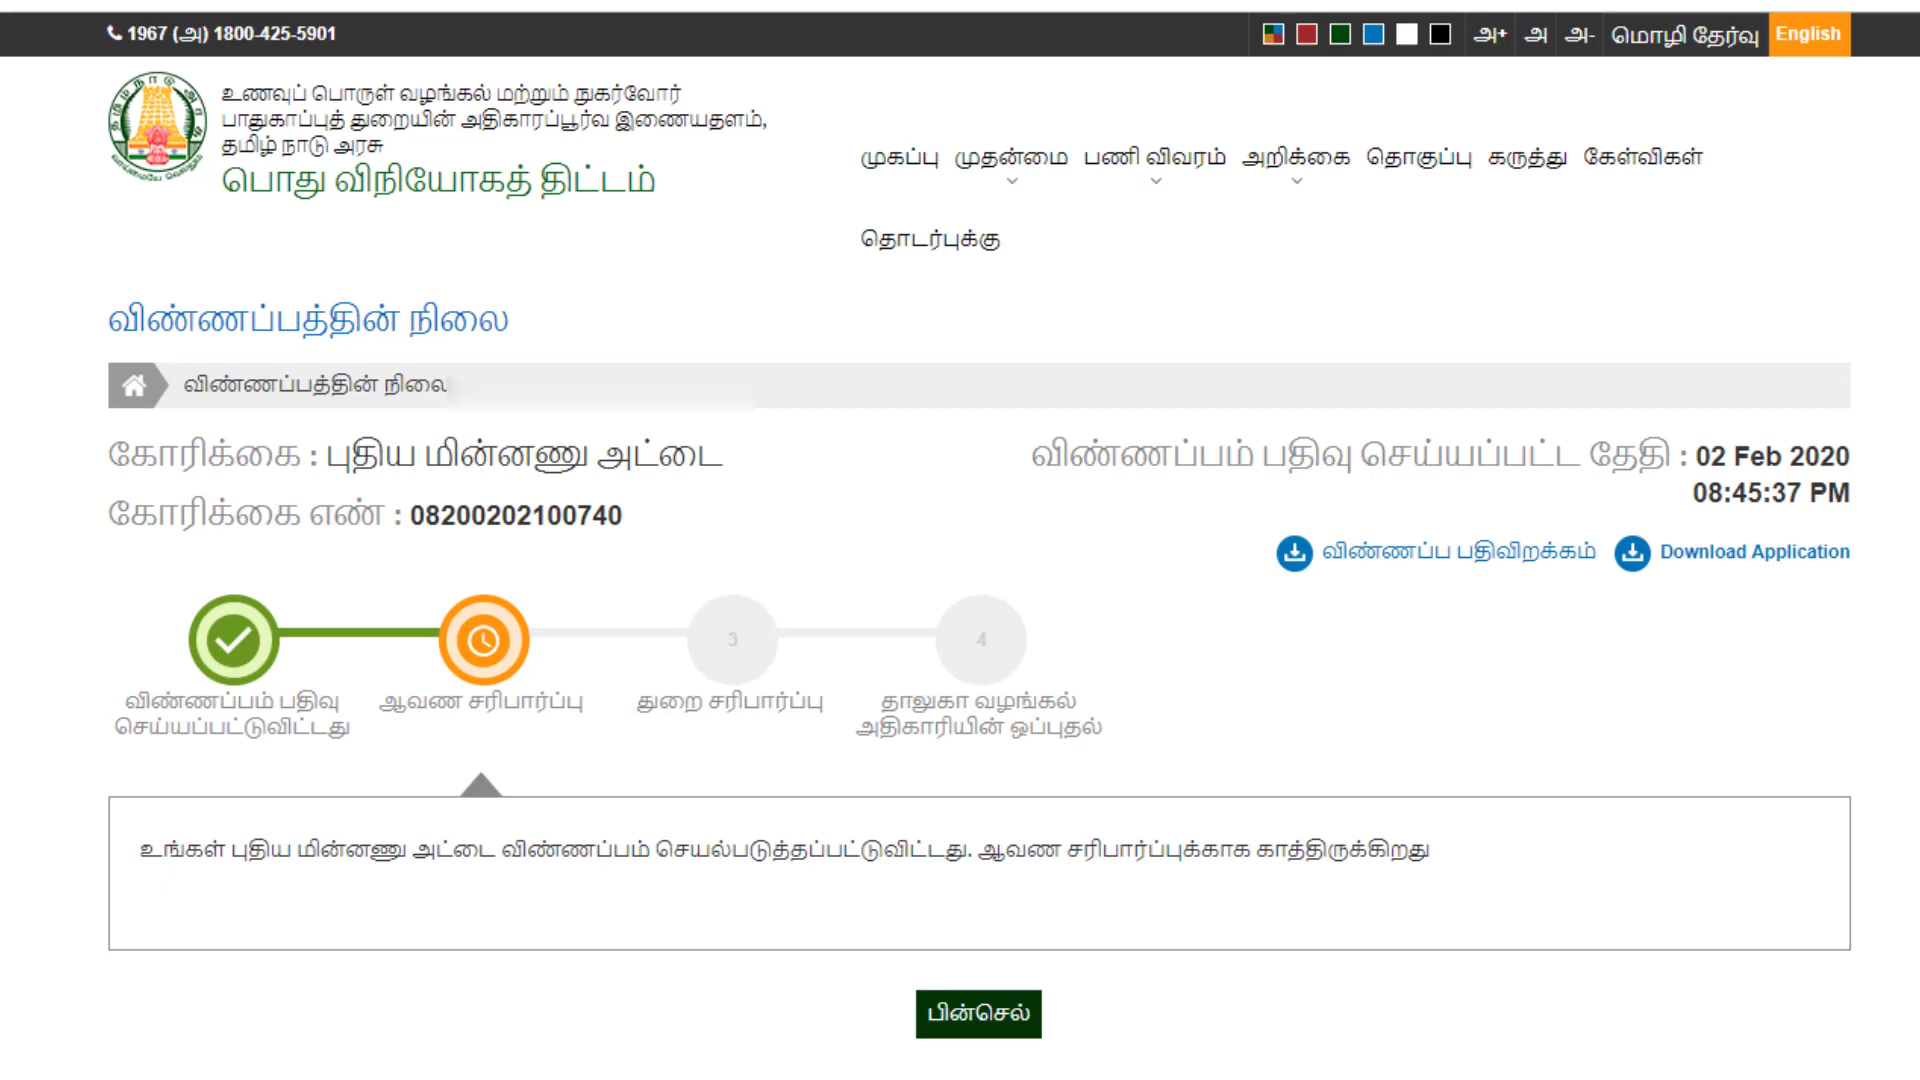 1967 (அ) 1800-425-5901
அ+ அ அ- மொழி தேர்வு English
உணவுப் பொருள் வழங்கல் மற்றும் நுகர்வோர்
பாதுகாப்புத் துறையின் அதிகாரப்பூர்வ இணையதளம்,
தமிழ் நாடு அரசு
பொது விநியோகத் திட்டம்
முகப்பு முதன்மை பணி விவரம் அறிக்கை தொகுப்பு கருத்து கேள்விகள்
தொடர்புக்கு
விண்ணப்பத்தின் நிலை
விண்ணப்பத்தின் நிலை
கோரிக்கை : புதிய மின்னணு அட்டை
விண்ணப்பம் பதிவு செய்யப்பட்ட தேதி : 02 Feb 2020
08:45:37 PM
கோரிக்கை எண் : 08200202100740
விண்ணப்ப பதிவிறக்கம் Download Application
3 4
விண்ணப்பம் பதிவு
செய்யப்பட்டுவிட்டது
ஆவண சரிபார்ப்பு
துறை சரிபார்ப்பு
தாலுகா வழங்கல்
அதிகாரியின் ஒப்புதல்
உங்கள் புதிய மின்னணு அட்டை விண்ணப்பம் செயல்படுத்தப்பட்டுவிட்டது. ஆவண சரிபார்ப்புக்காக காத்திருக்கிறது
பின்செல்